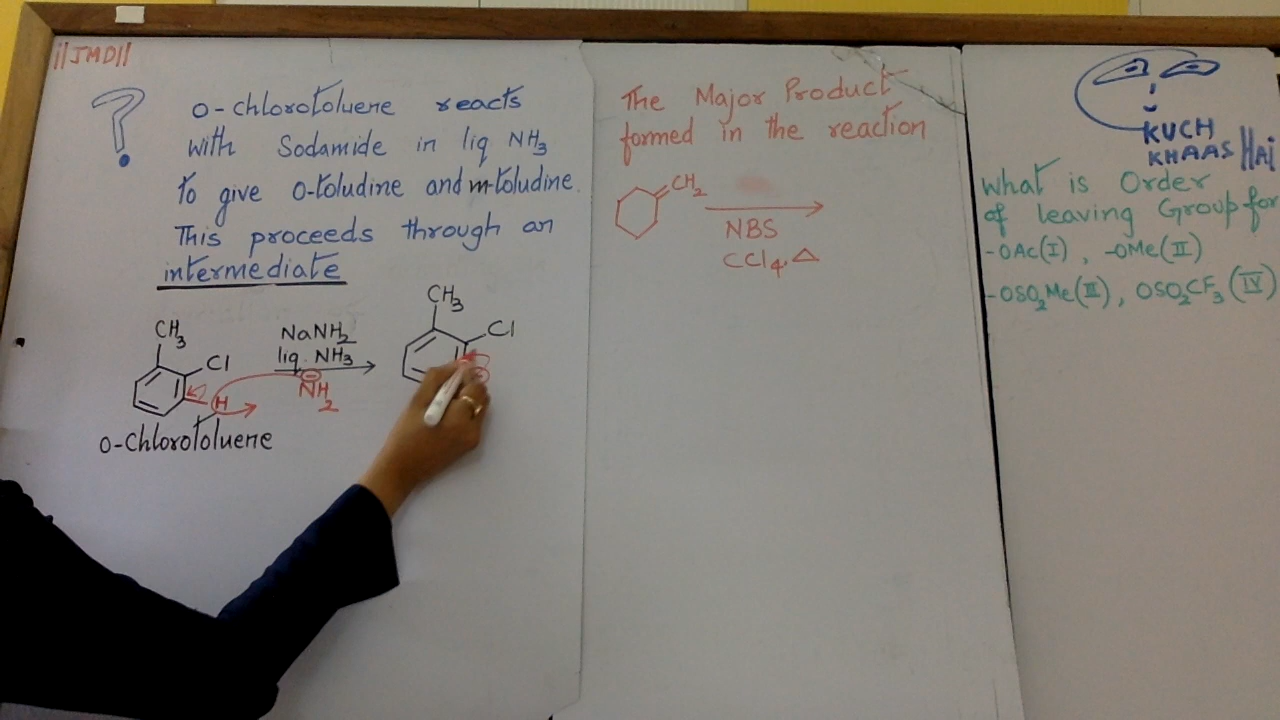 ||JMD||
?
o-chlorotoluene reacts
with Sodamide in liq NH3
to give o-toludine and m-toludine.
This proceeds through an
intermediate
CH3
Cl
H
NaNH2
liq. NH3
⊖
NH2
o-Chlorotoluene
CH3
Cl
The Major Product
formed in the reaction
CH2
NBS
CCl4, △
KUCH
KHAAS HAI
What is Order
of leaving Group for
-OAc(I), -OMe(II)
-OSO2Me(III), OSO2CF3(IV)